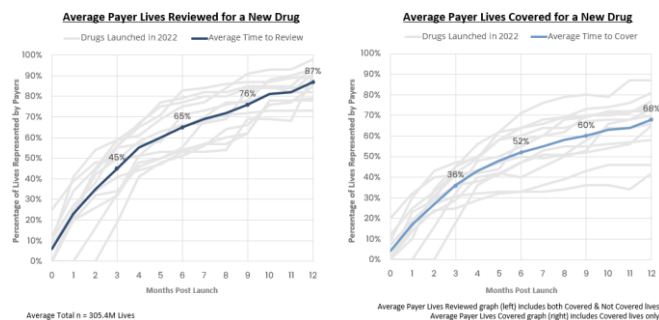 Average Payer Lives Reviewed for a New Drug
Drugs Launched in 2022
Average Time to Review
Percentage of Lives Represented by Payers
100%
90%
80%
70%
60%
50%
40%
30%
20%
10%
0%
45%
65%
76%
87%
0 1 2 3 4 5 6 7 8 9 10 11 12
Months Post Launch
Average Total n = 305.4M Lives
Average Payer Lives Covered for a New Drug
Drugs Launched in 2022
Average Time to Cover
Percentage of Lives Represented by Payers
100%
90%
80%
70%
60%
50%
40%
30%
20%
10%
0%
36%
52%
60%
68%
0 1 2 3 4 5 6 7 8 9 10 11 12
Months Post Launch
Average Payer Lives Reviewed graph (left) includes both Covered & Not Covered lives
Average Payer Lives Covered graph (right) includes Covered lives only